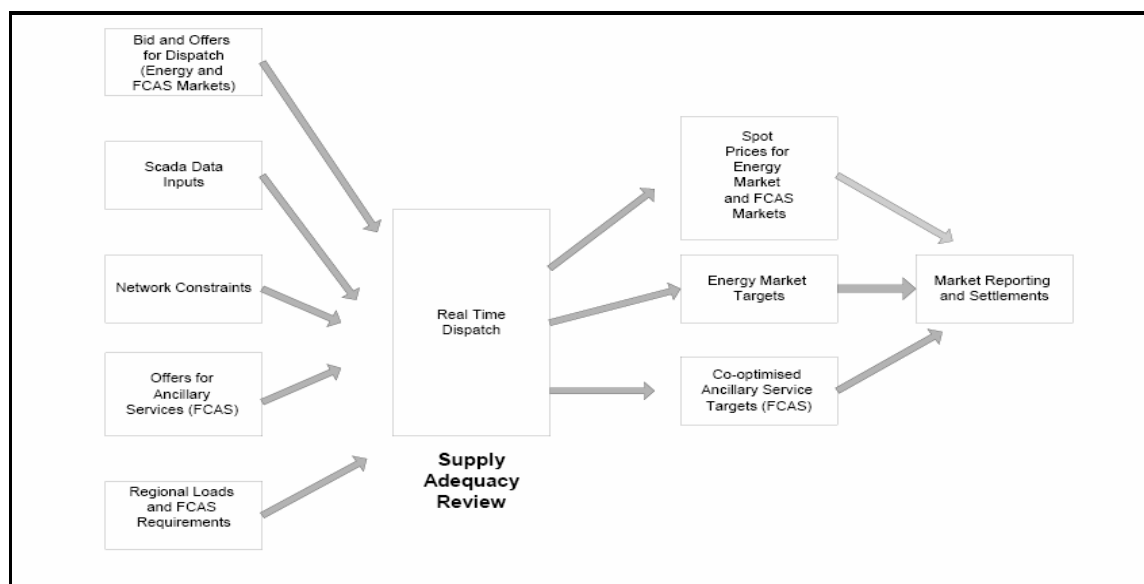 Bid and Offers
for Dispatch
(Energy and
FCAS Markets)
Scada Data
Inputs
Network Constraints
Offers for
Ancillary
Services (FCAS)
Regional Loads
and FCAS
Requirements
Real Time
Dispatch
Supply
Adequacy
Review
Spot
Prices for
Energy
Market
and FCAS
Markets
Energy Market
Targets
Co-optimised
Ancillary Service
Targets (FCAS)
Market Reporting
and Settlements